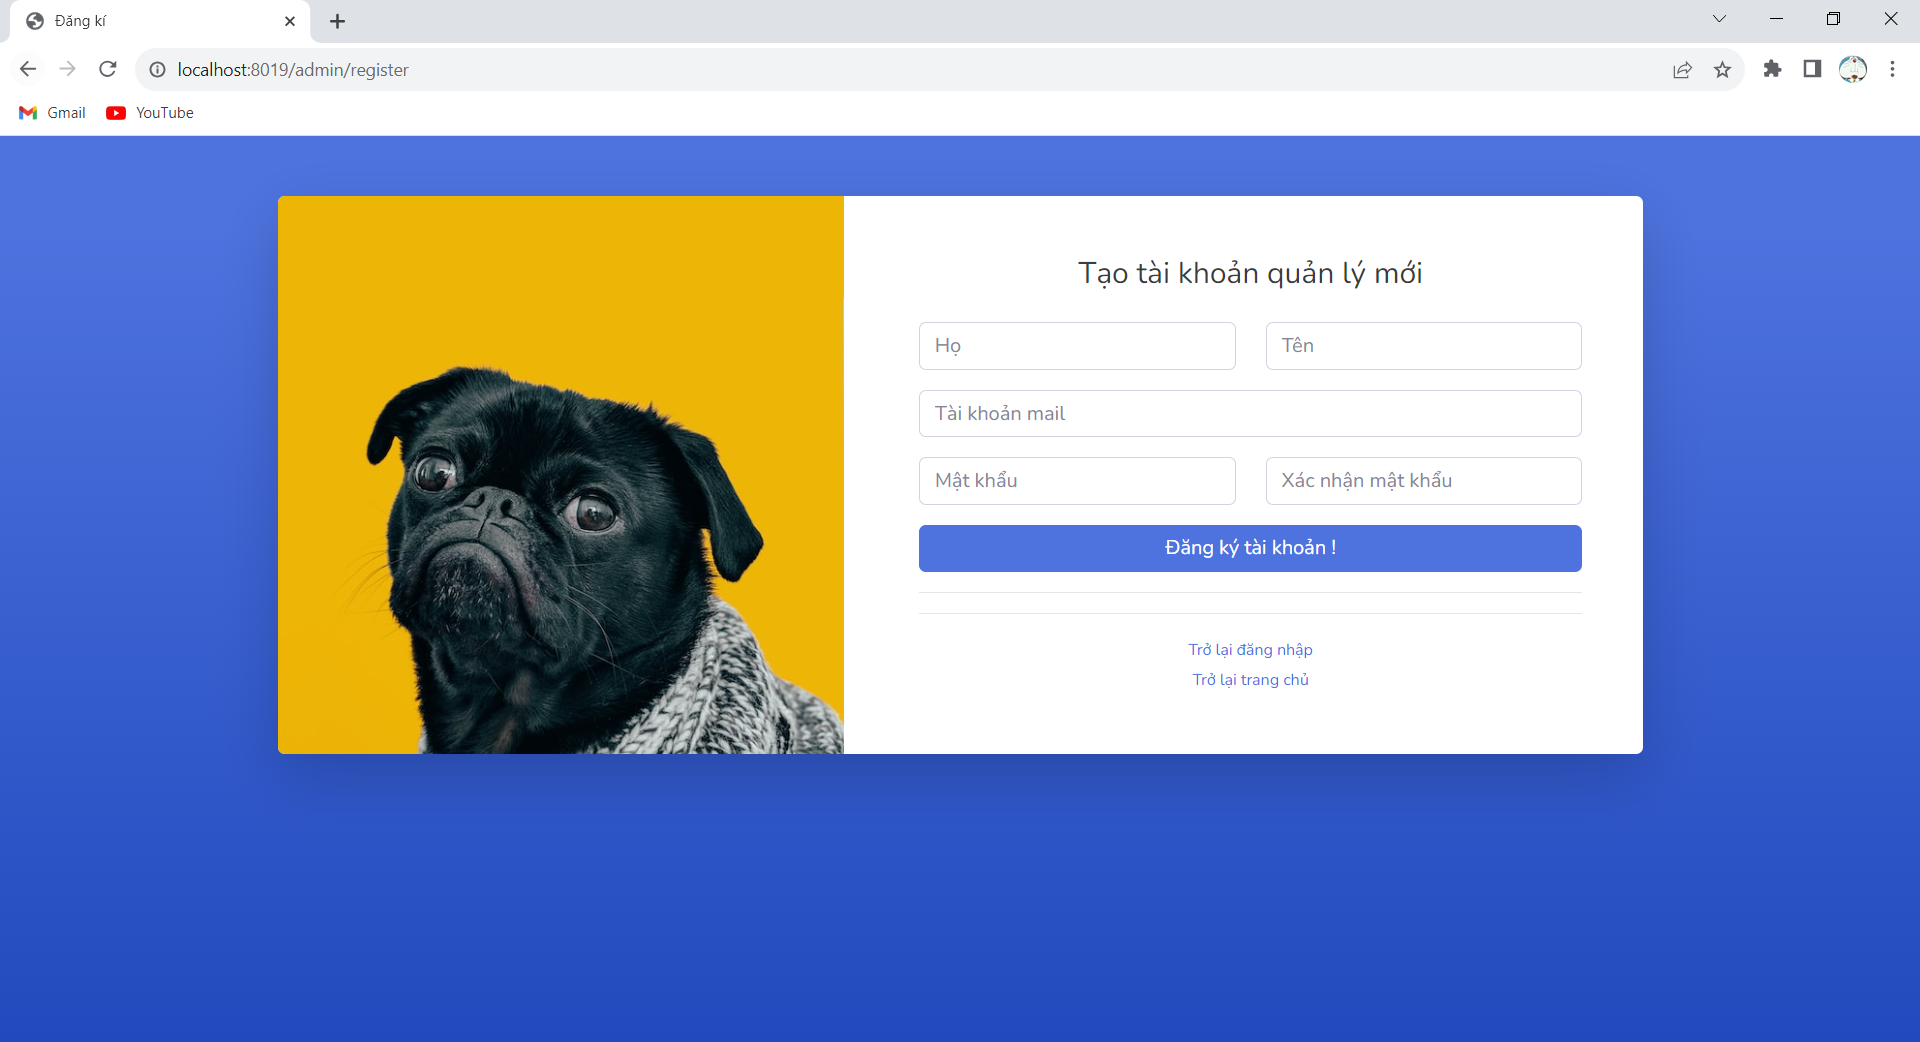 Đăng kí
localhost:8019/admin/register
Gmail YouTube
Tạo tài khoản quản lý mới
Họ Tên
Tài khoản mail
Mật khẩu Xác nhận mật khẩu
Đăng ký tài khoản !
Trở lại đăng nhập
Trở lại trang chủ